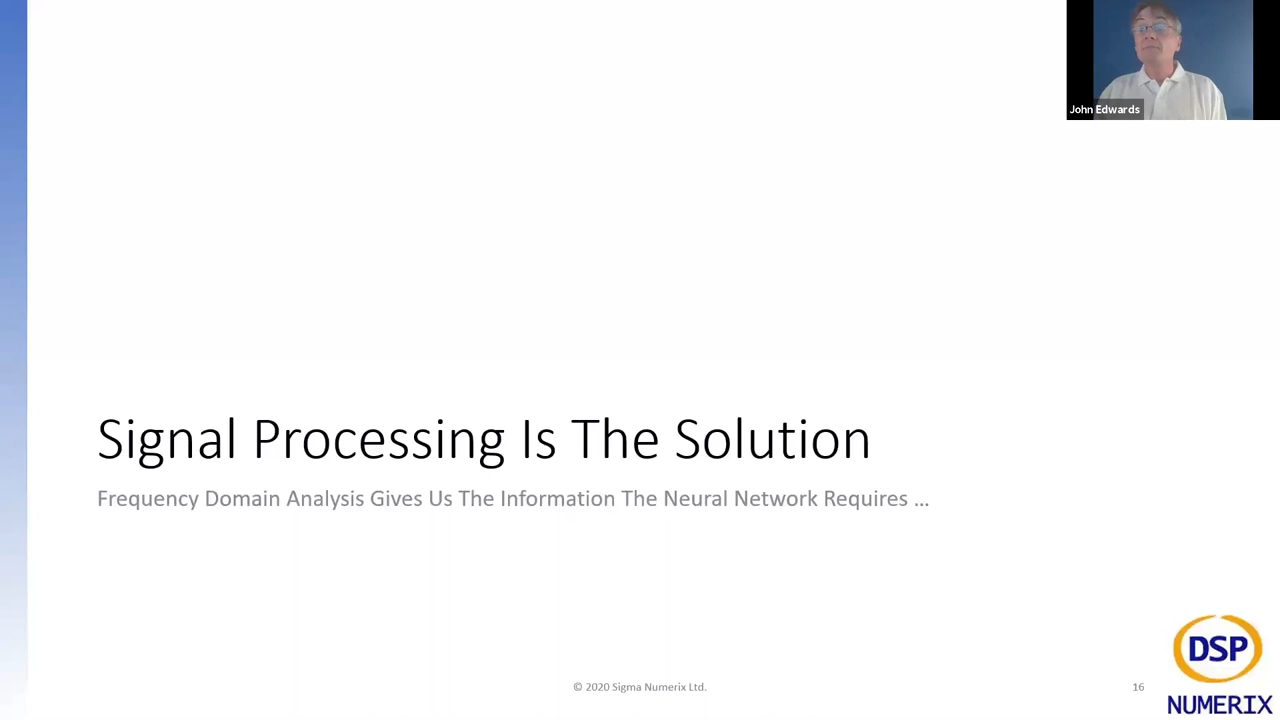 John Edwards
Signal Processing Is The Solution
Frequency Domain Analysis Gives Us The Information The Neural Network Requires ...
© 2020 Sigma Numerix Ltd.
16
DSP
NUMERIX